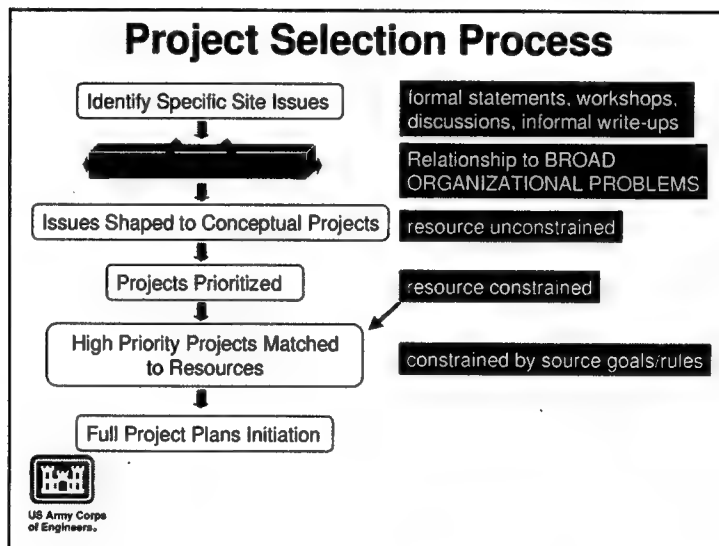 Project Selection Process
Identify Specific Site Issues
formal statements, workshops,
discussions, informal write-ups
Relationship to BROAD
ORGANIZATIONAL PROBLEMS
Issues Shaped to Conceptual Projects
resource unconstrained
Projects Prioritized
resource constrained
High Priority Projects Matched
to Resources
constrained by source goals/rules
Full Project Plans Initiation
US Army Corps
of Engineers®